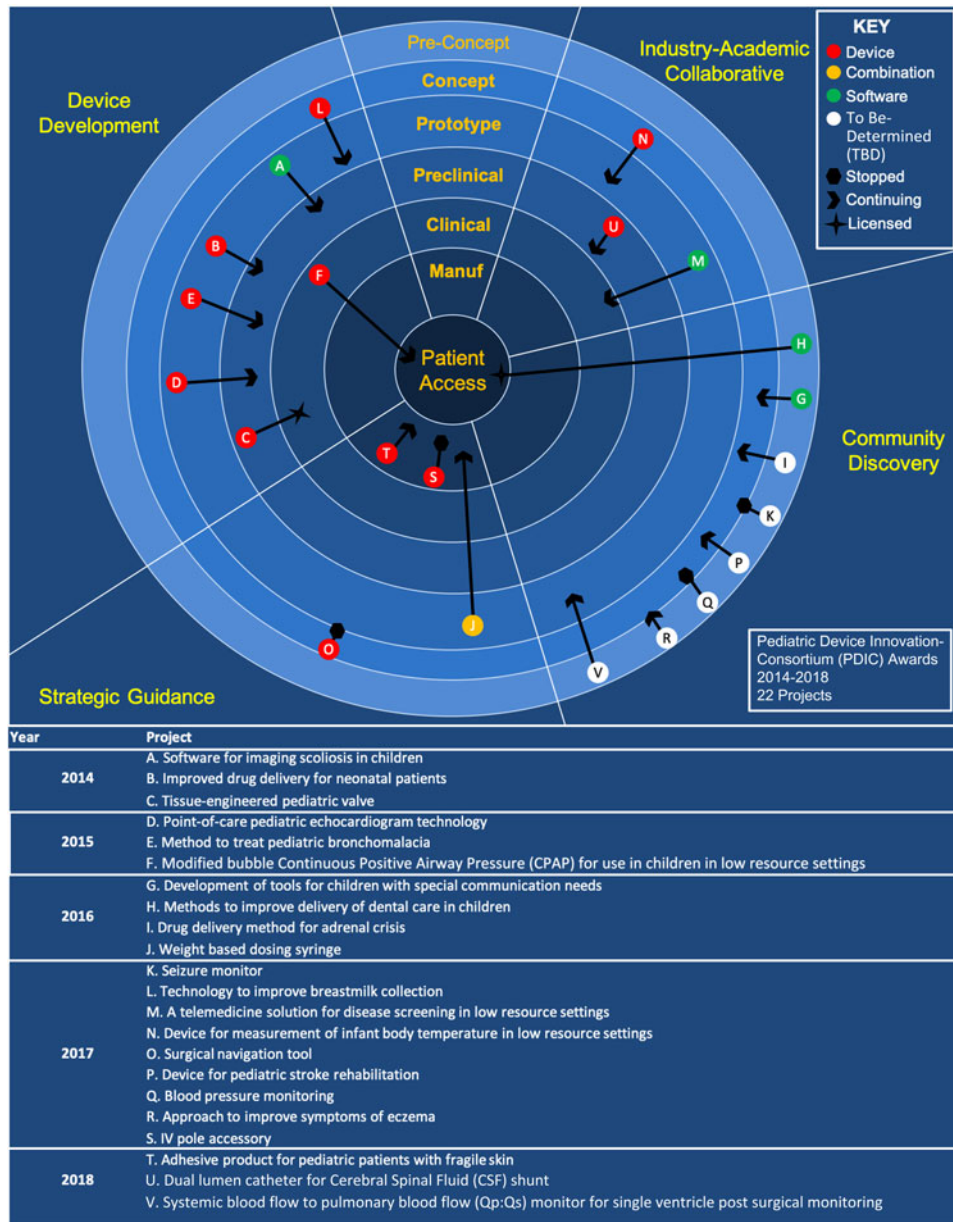 Pre-Concept
Concept
Prototype
Preclinical
Clinical
Manuf
Patient
Access
Device
Development
Industry-Academic
Collaborative
Community
Discovery
Strategic Guidance
KEY
Device
Combination
Software
To Be-
Determined
(TBD)
Stopped
Continuing
Licensed
L
A
B
F
E
D
C
T
S
O
J
N
U
M
H
G
I
K
P
Q
R
V
Pediatric Device Innovation-
Consortium (PDIC) Awards
2014-2018
22 Projects
Year Project
2014
A. Software for imaging scoliosis in children
B. Improved drug delivery for neonatal patients
C. Tissue-engineered pediatric valve
2015
D. Point-of-care pediatric echocardiogram technology
E. Method to treat pediatric bronchomalacia
F. Modified bubble Continuous Positive Airway Pressure (CPAP) for use in children in low resource settings
2016
G. Development of tools for children with special communication needs
H. Methods to improve delivery of dental care in children
I. Drug delivery method for adrenal crisis
J. Weight based dosing syringe
2017
K. Seizure monitor
L. Technology to improve breastmilk collection
M. A telemedicine solution for disease screening in low resource settings
N. Device for measurement of infant body temperature in low resource settings
O. Surgical navigation tool
P. Device for pediatric stroke rehabilitation
Q. Blood pressure monitoring
R. Approach to improve symptoms of eczema
S. IV pole accessory
2018
T. Adhesive product for pediatric patients with fragile skin
U. Dual lumen catheter for Cerebral Spinal Fluid (CSF) shunt
V. Systemic blood flow to pulmonary blood flow (Qp:Qs) monitor for single ventricle post surgical monitoring